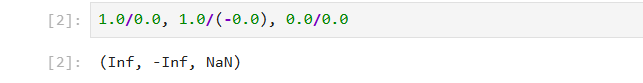 [2]: 1.0/0.0, 1.0/(-0.0), 0.0/0.0
[2]: (Inf, -Inf, NaN)